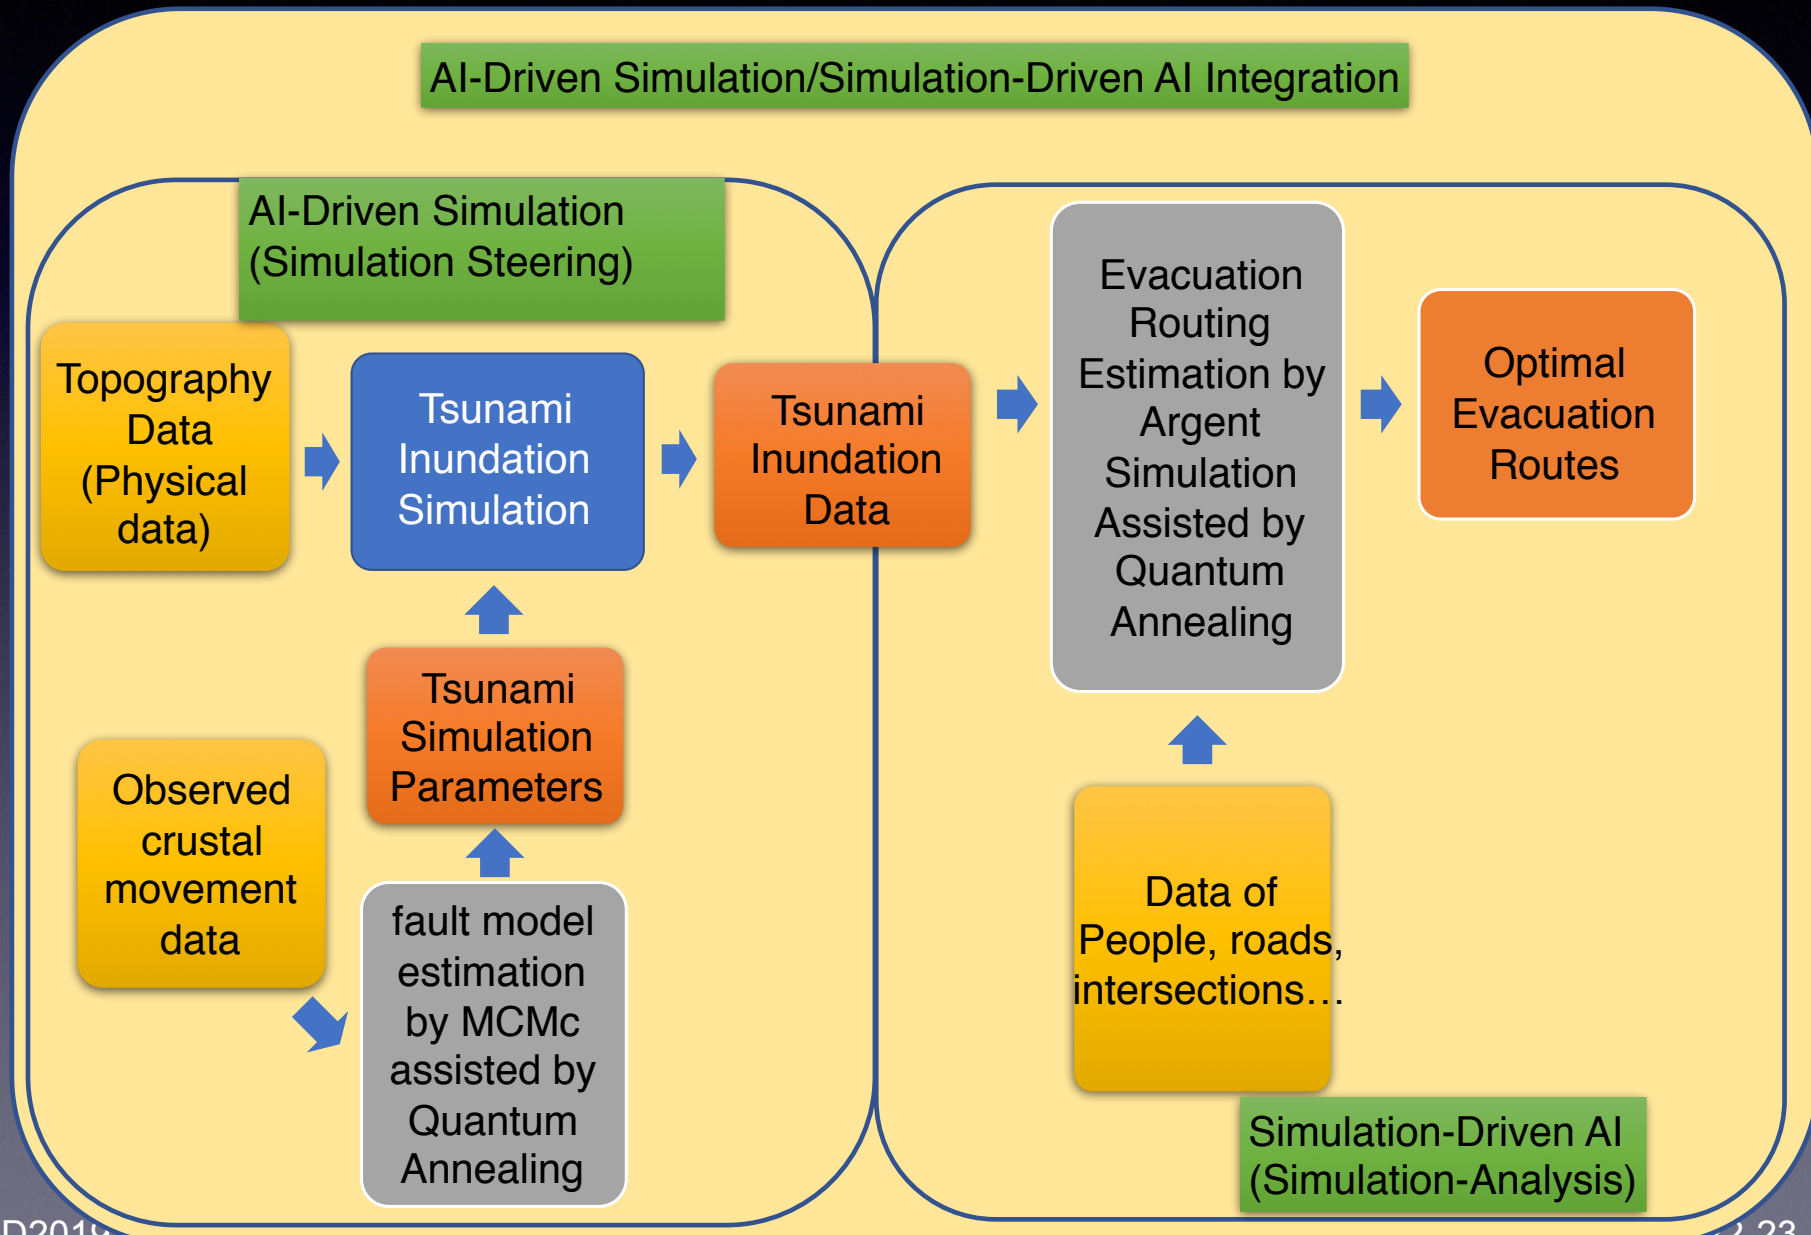 AI-Driven Simulation/Simulation-Driven AI Integration
AI-Driven Simulation
(Simulation Steering)
Topography
Data
(Physical
data)
Tsunami
Inundation
Simulation
Tsunami
Inundation
Data
Tsunami
Simulation
Parameters
Observed
crustal
movement
data
fault model
estimation
by MCMc
assisted by
Quantum
Annealing
Evacuation
Routing
Estimation by
Argent
Simulation
Assisted by
Quantum
Annealing
Optimal
Evacuation
Routes
Data of
People, roads,
intersections…
Simulation-Driven AI
(Simulation-Analysis)